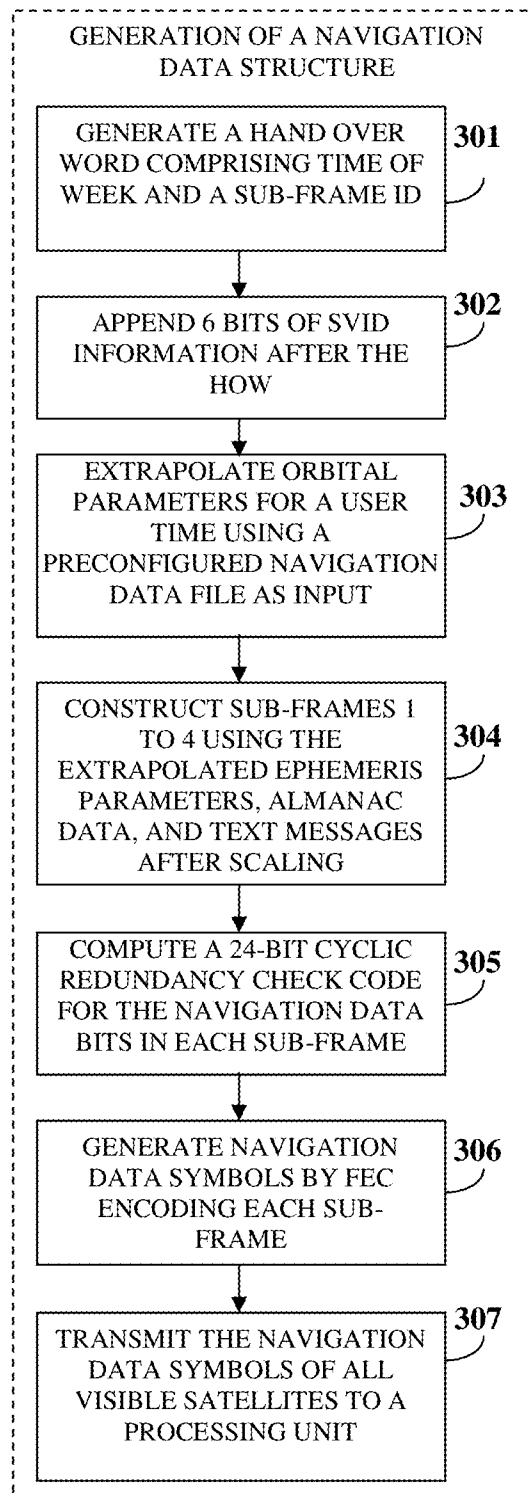 GENERATION OF A NAVIGATION
DATA STRUCTURE
GENERATE A HAND OVER
WORD COMPRISING TIME OF
WEEK AND A SUB-FRAME ID
301
APPEND 6 BITS OF SVID
INFORMATION AFTER THE
HOW
302
EXTRAPOLATE ORBITAL
PARAMETERS FOR A USER
TIME USING A
PRECONFIGURED NAVIGATION
DATA FILE AS INPUT
303
CONSTRUCT SUB-FRAMES 1
TO 4 USING THE
EXTRAPOLATED EPHEMERIS
PARAMETERS, ALMANAC
DATA, AND TEXT MESSAGES
AFTER SCALING
304
COMPUTE A 24-BIT CYCLIC
REDUNDANCY CHECK CODE
FOR THE NAVIGATION DATA
BITS IN EACH SUB-FRAME
305
GENERATE NAVIGATION
DATA SYMBOLS BY FEC
ENCODING EACH SUB-
FRAME
306
TRANSMIT THE NAVIGATION
DATA SYMBOLS OF ALL
VISIBLE SATELLITES TO A
PROCESSING UNIT
307